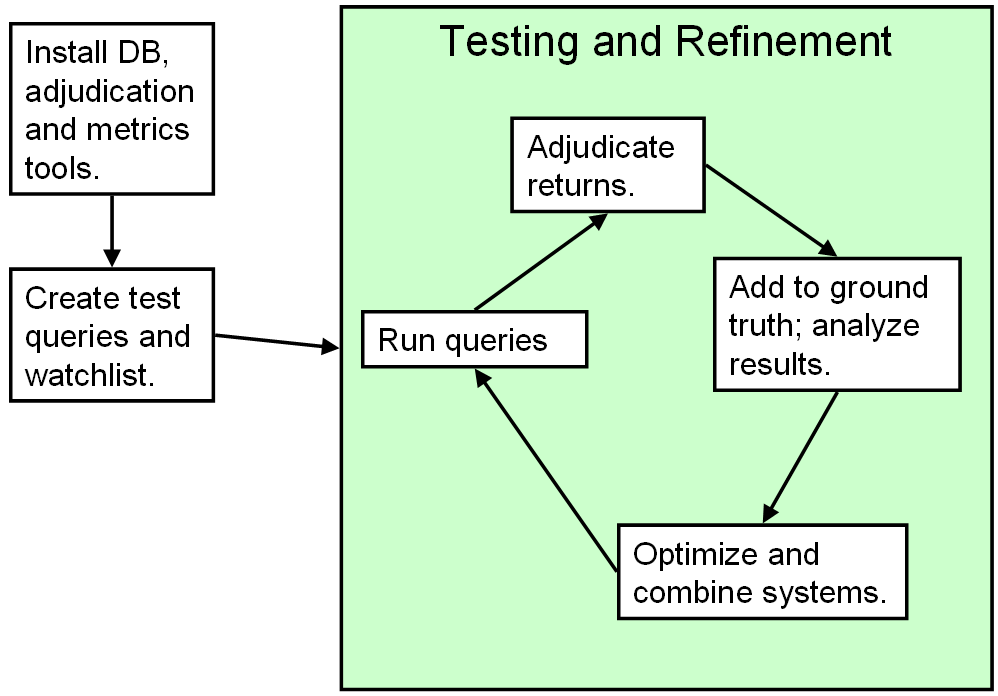 Install DB,
adjudication
and metrics
tools.
Create test
queries and
watchlist.
Testing and Refinement
Adjudicate
returns.
Add to ground
truth; analyze
results.
Optimize and
combine systems.
Run queries